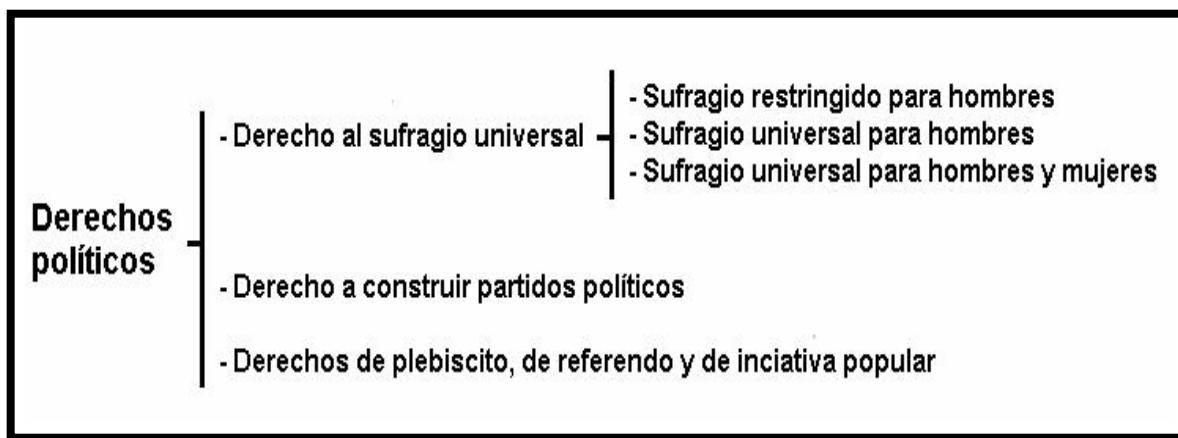 Derechos
políticos
- Derecho al sufragio universal
- Sufragio restringido para hombres
- Sufragio universal para hombres
- Sufragio universal para hombres y mujeres
- Derecho a construir partidos políticos
- Derechos de plebiscito, de referendo y de inciativa popular